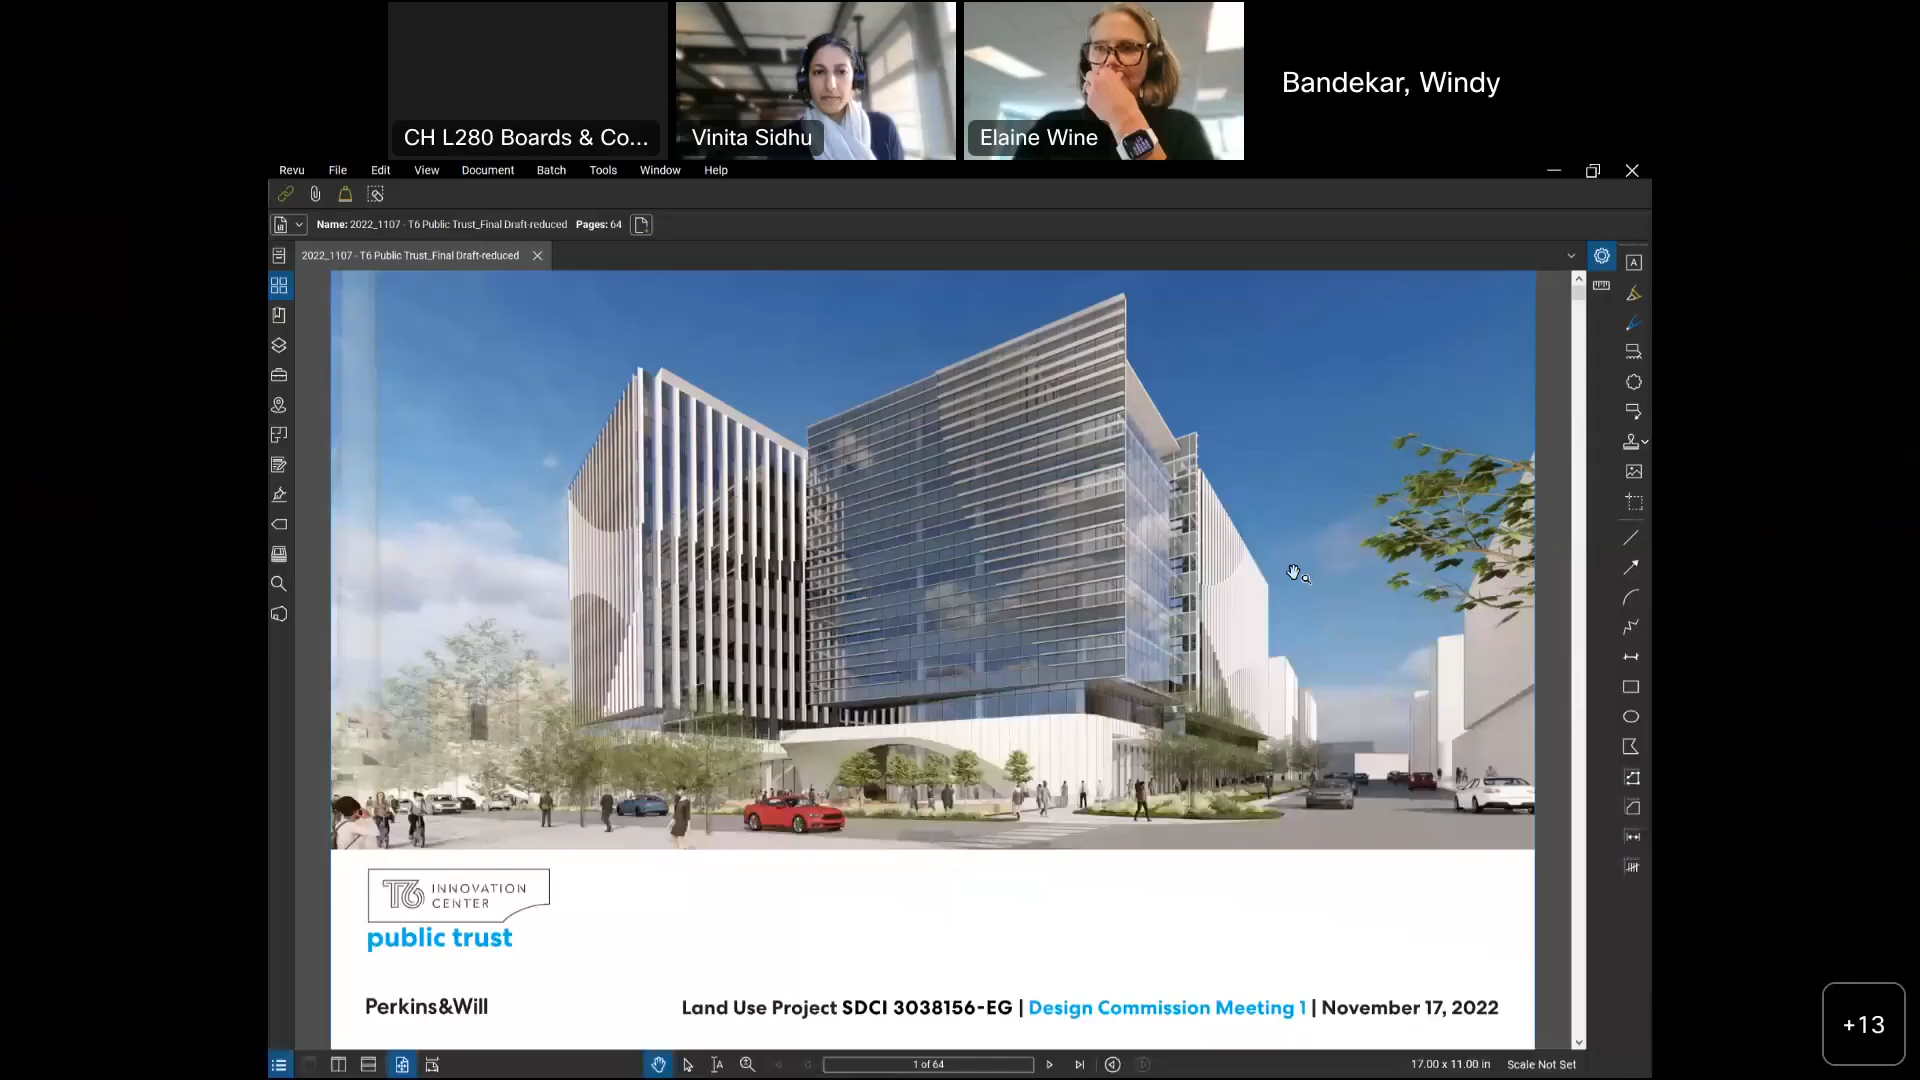 CH L280 Boards & Co...
Vinita Sidhu
Elaine Wine
Bandekar, Windy
Revu File Edit View Document Batch Tools Window Help
Name: 2022_1107 - T6 Public Trust_Final Draft-reduced Pages: 64
2022_1107 - T6 Public Trust_Final Draft-reduced
T6 INNOVATION
CENTER
public trust
Perkins&Will
Land Use Project SDCI 3038156-EG | Design Commission Meeting 1 | November 17, 2022
+13
1 of 64
17.00 x 11.00 in Scale Not Set